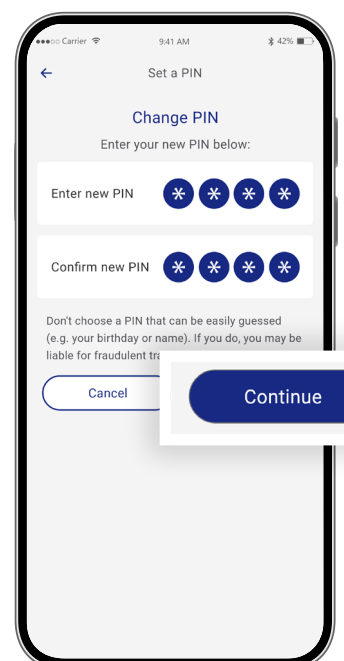 Carrier 9:41 AM 42%
Set a PIN
Change PIN
Enter your new PIN below:
Enter new PIN * * * *
Confirm new PIN * * * *
Don't choose a PIN that can be easily guessed
(e.g. your birthday or name). If you do, you may be
liable for fraudulent
Cancel Continue